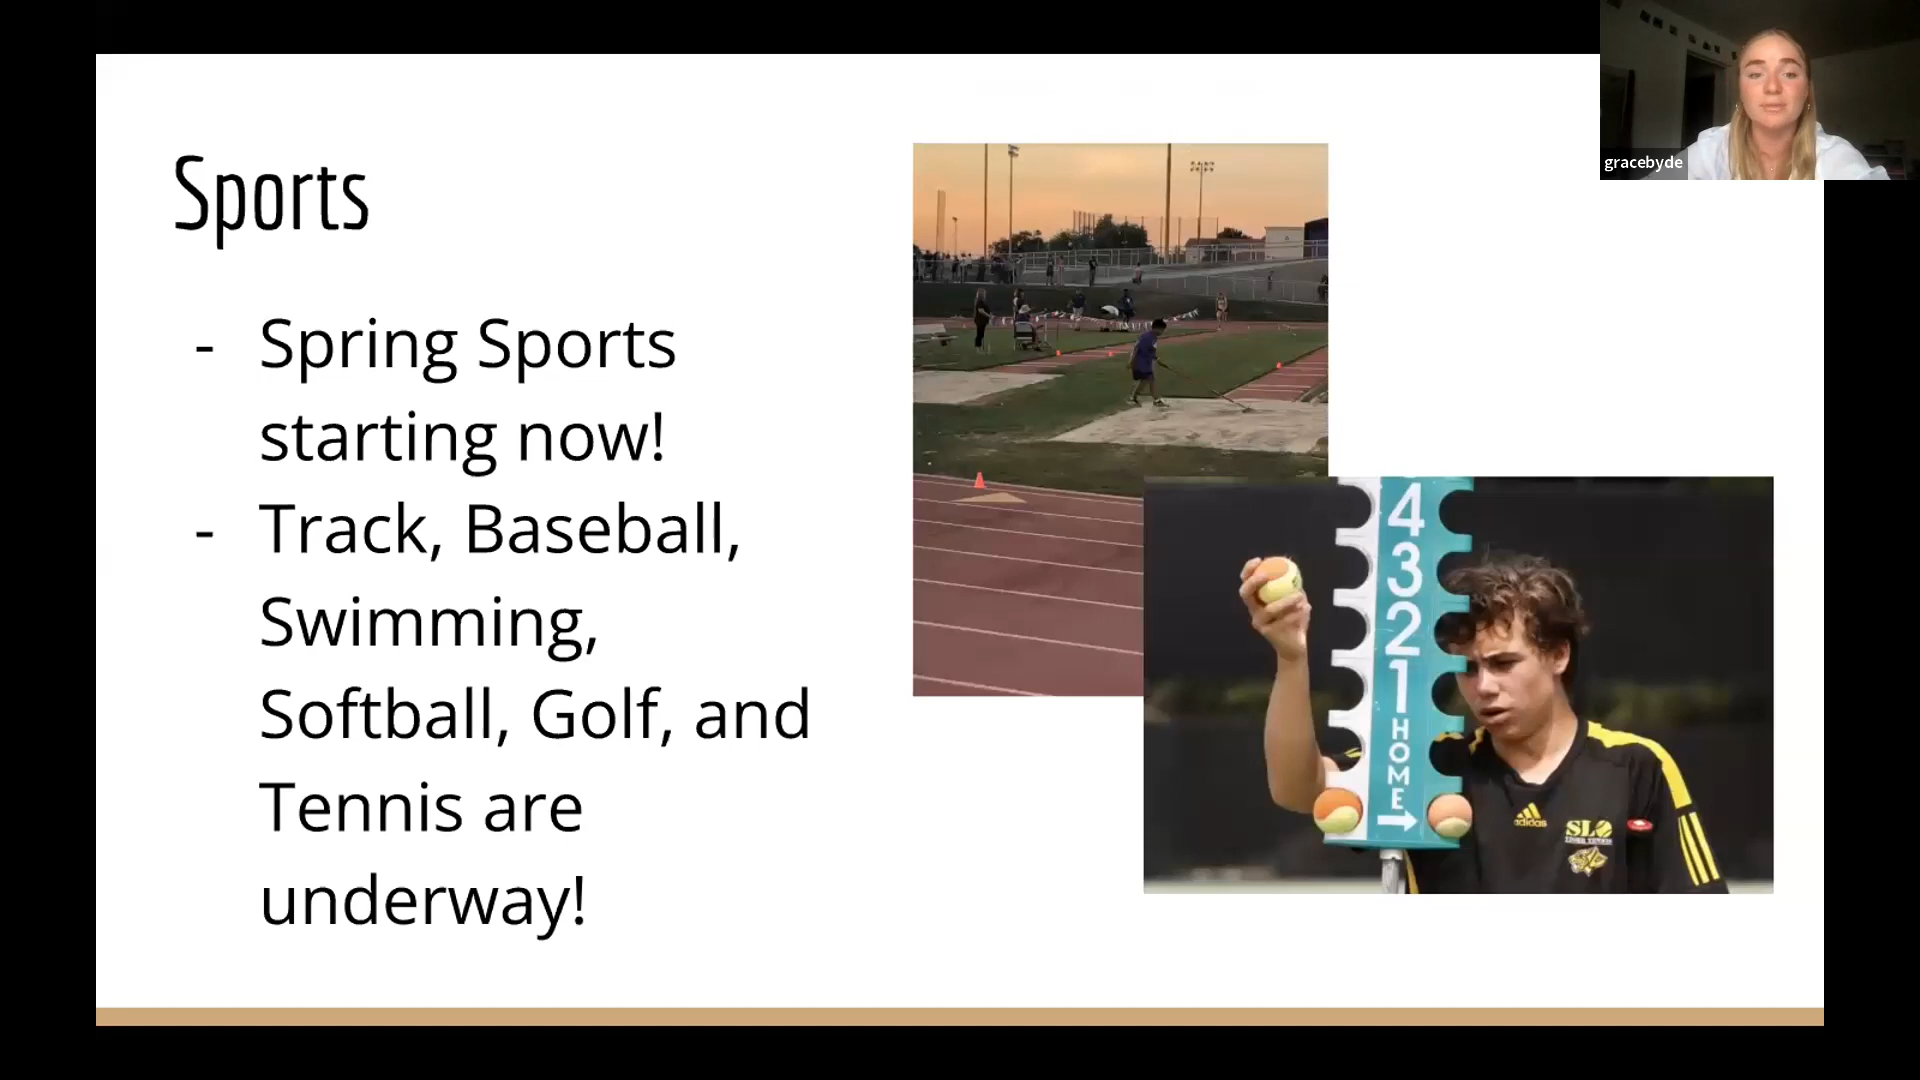 gracebyde
Sports
- Spring Sports
starting now!
- Track, Baseball,
Swimming,
Softball, Golf, and
Tennis are
underway!
4
3
2
1
HOME
adidas
SLO